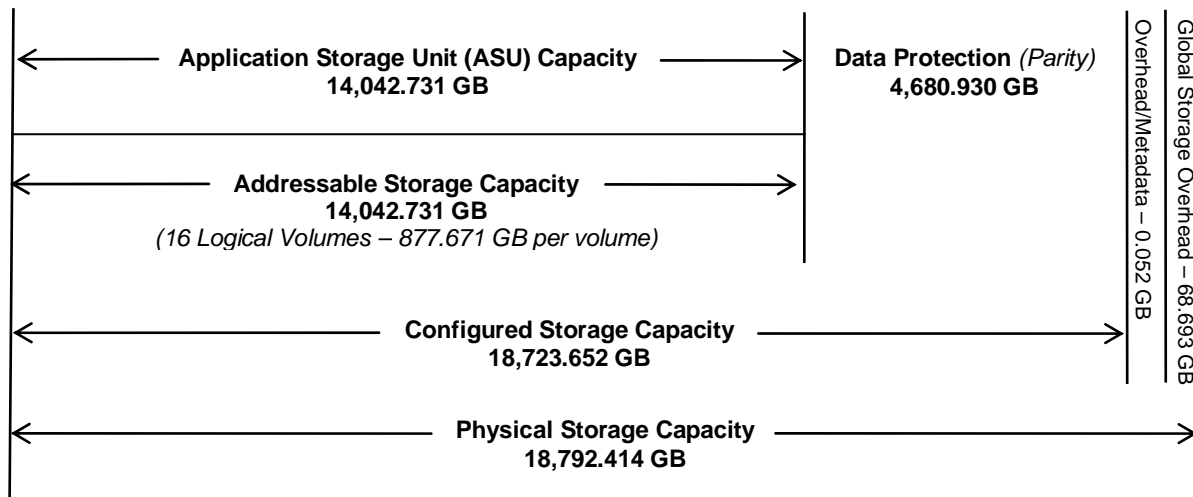 Application Storage Unit (ASU) Capacity
14,042.731 GB
Data Protection (Parity)
4,680.930 GB
Overhead/Metadata – 0.052 GB
Global Storage Overhead – 68.693 GB
Addressable Storage Capacity
14,042.731 GB
(16 Logical Volumes – 877.671 GB per volume)
Configured Storage Capacity
18,723.652 GB
Physical Storage Capacity
18,792.414 GB